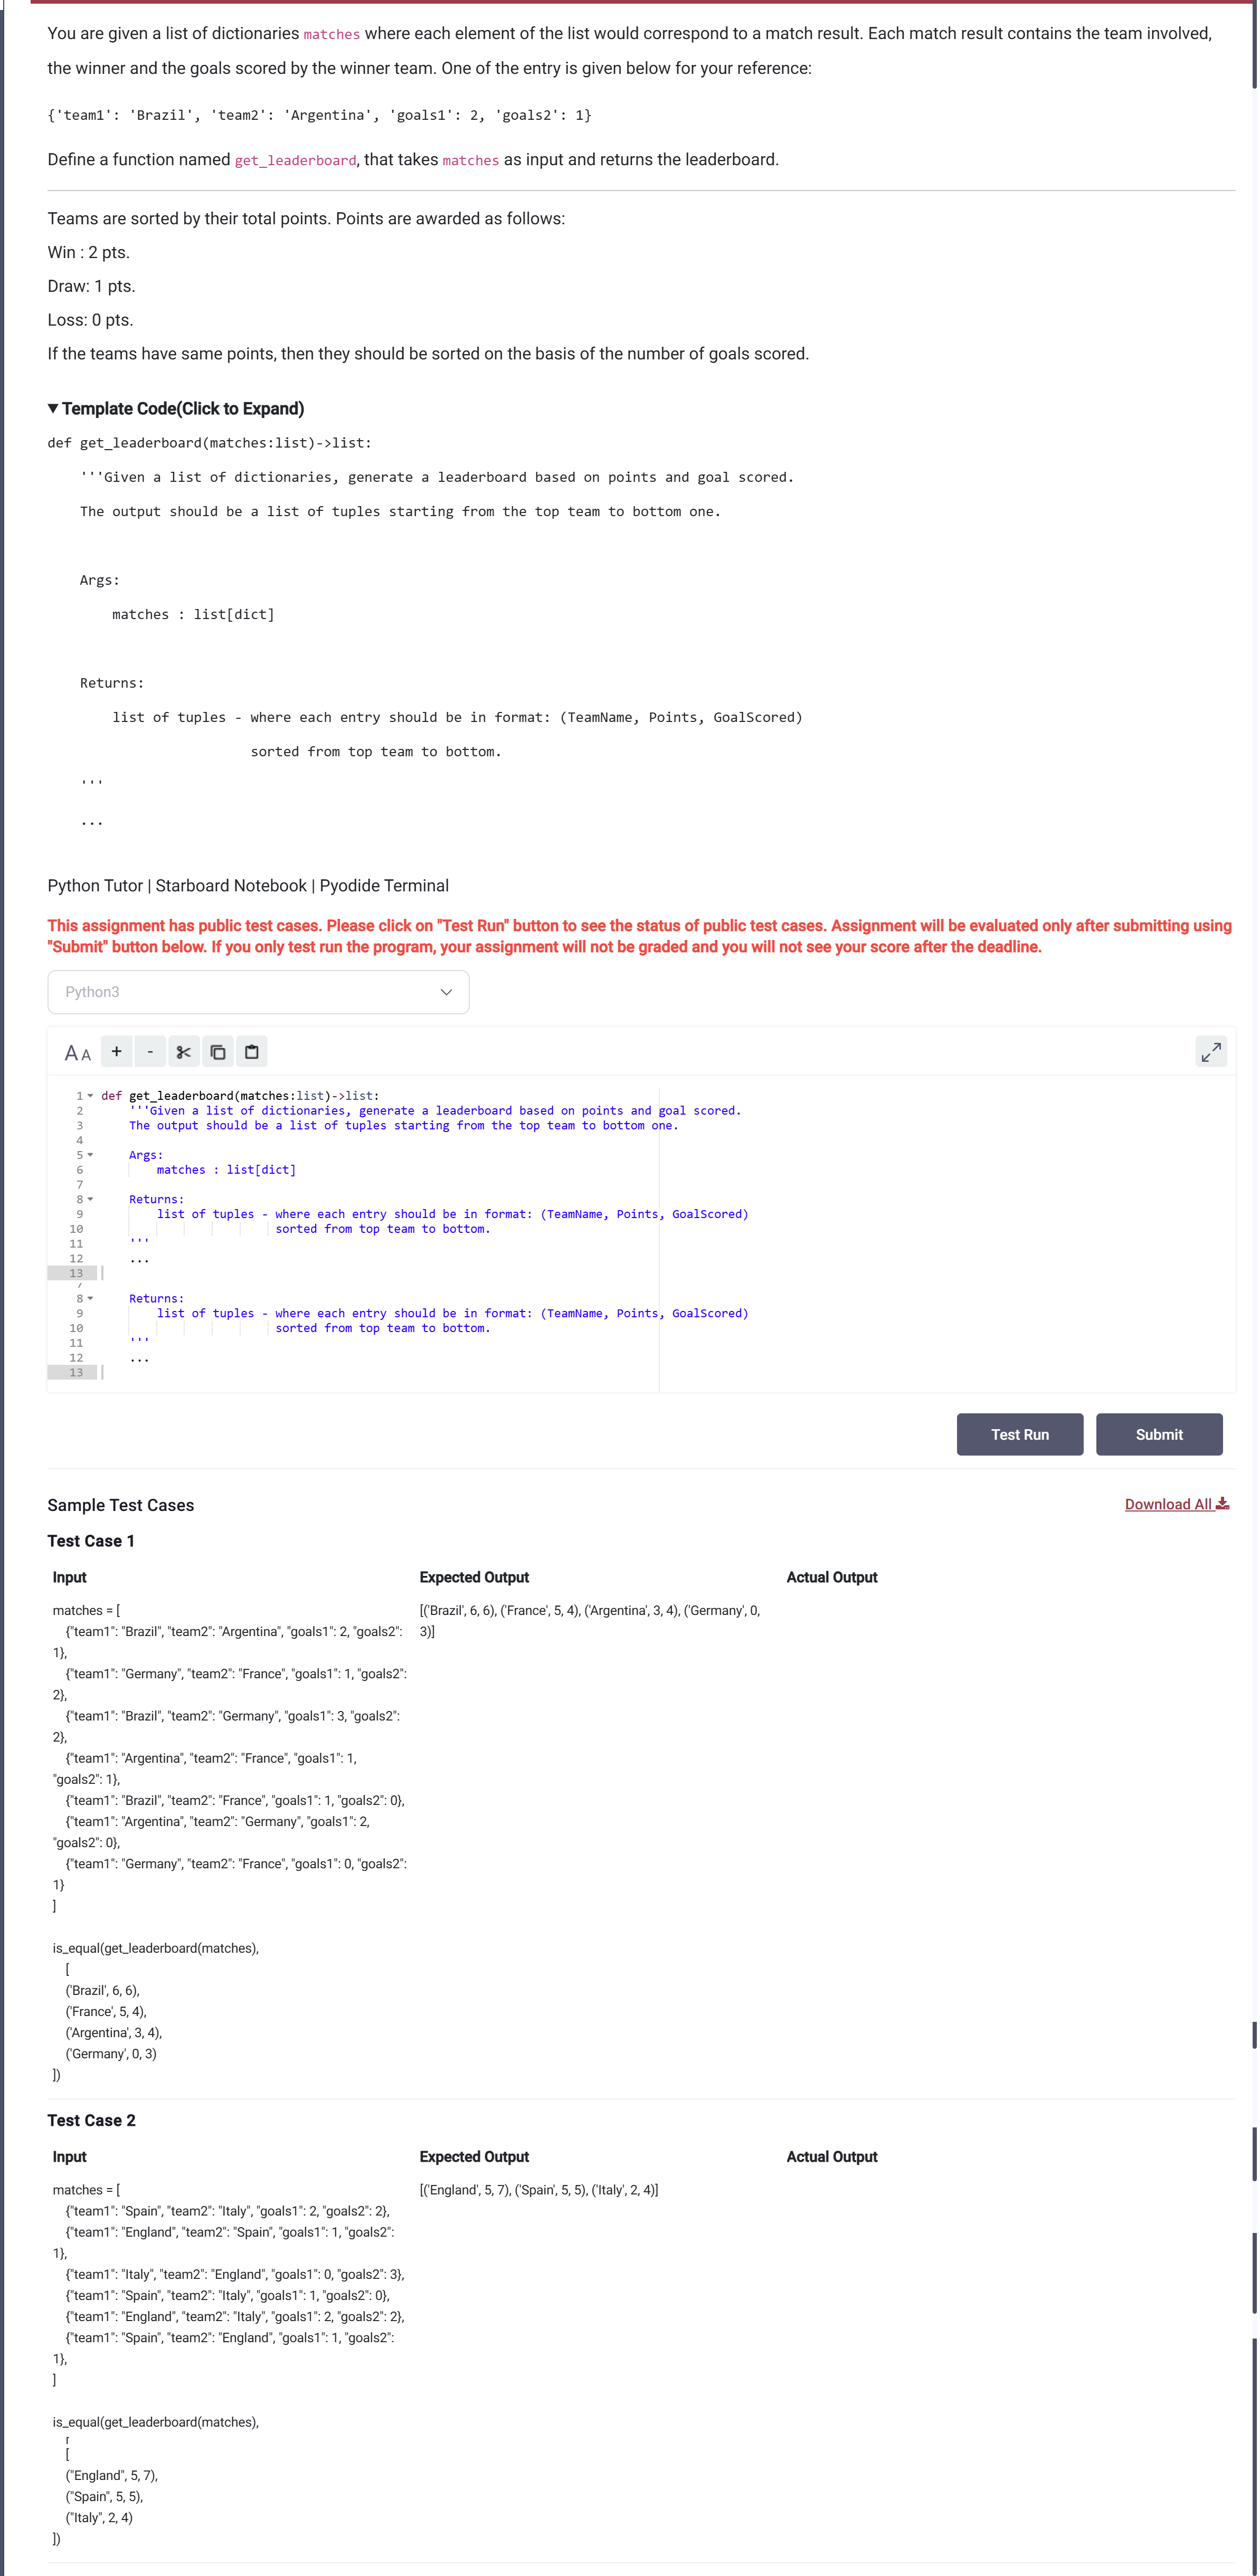 You are given a list of dictionaries matches where each element of the list would correspond to a match result. Each match result contains the team involved,
the winner and the goals scored by the winner team. One of the entry is given below for your reference:
{'team1': 'Brazil', 'team2': 'Argentina', 'goals1': 2, 'goals2': 1}
Define a function named get_leaderboard, that takes matches as input and returns the leaderboard.
Teams are sorted by their total points. Points are awarded as follows:
Win : 2 pts.
Draw: 1 pts.
Loss: 0 pts.
If the teams have same points, then they should be sorted on the basis of the number of goals scored.
▼ Template Code(Click to Expand)
def get_leaderboard(matches:list)->list:
    '''Given a list of dictionaries, generate a leaderboard based on points and goal scored.
    The output should be a list of tuples starting from the top team to bottom one.
    Args:
        matches : list[dict]
    Returns:
        list of tuples - where each entry should be in format: (TeamName, Points, GoalScored)
                         sorted from top team to bottom.
    '''
    ...
Python Tutor | Starboard Notebook | Pyodide Terminal
This assignment has public test cases. Please click on "Test Run" button to see the status of public test cases. Assignment will be evaluated only after submitting using
"Submit" button below. If you only test run the program, your assignment will not be graded and you will not see your score after the deadline.
Python3
A A + -
1 def get_leaderboard(matches:list)->list:
2     '''Given a list of dictionaries, generate a leaderboard based on points and goal scored.
3     The output should be a list of tuples starting from the top team to bottom one.
4
5     Args:
6         matches : list[dict]
7
8     Returns:
9         list of tuples - where each entry should be in format: (TeamName, Points, GoalScored)
10                          sorted from top team to bottom.
11     '''
12     ...
13
8     Returns:
9         list of tuples - where each entry should be in format: (TeamName, Points, GoalScored)
10                          sorted from top team to bottom.
11     '''
12     ...
13
Test Run Submit
Sample Test Cases Download All
Test Case 1
Input Expected Output Actual Output
matches = [ [('Brazil', 6, 6), ('France', 5, 4), ('Argentina', 3, 4), ('Germany', 0,
{"team1": "Brazil", "team2": "Argentina", "goals1": 2, "goals2": 3)]
1},
{"team1": "Germany", "team2": "France", "goals1": 1, "goals2":
2},
{"team1": "Brazil", "team2": "Germany", "goals1": 3, "goals2":
2},
{"team1": "Argentina", "team2": "France", "goals1": 1,
"goals2": 1},
{"team1": "Brazil", "team2": "France", "goals1": 1, "goals2": 0},
{"team1": "Argentina", "team2": "Germany", "goals1": 2,
"goals2": 0},
{"team1": "Germany", "team2": "France", "goals1": 0, "goals2":
1}
]
is_equal(get_leaderboard(matches),
[
('Brazil', 6, 6),
('France', 5, 4),
('Argentina', 3, 4),
('Germany', 0, 3)
])
Test Case 2
Input Expected Output Actual Output
matches = [ [('England', 5, 7), ('Spain', 5, 5), ('Italy', 2, 4)]
{"team1": "Spain", "team2": "Italy", "goals1": 2, "goals2": 2},
{"team1": "England", "team2": "Spain", "goals1": 1, "goals2":
1},
{"team1": "Italy", "team2": "England", "goals1": 0, "goals2": 3},
{"team1": "Spain", "team2": "Italy", "goals1": 1, "goals2": 0},
{"team1": "England", "team2": "Italy", "goals1": 2, "goals2": 2},
{"team1": "Spain", "team2": "England", "goals1": 1, "goals2":
1},
]
is_equal(get_leaderboard(matches),
[
("England", 5, 7),
("Spain", 5, 5),
("Italy", 2, 4)
])